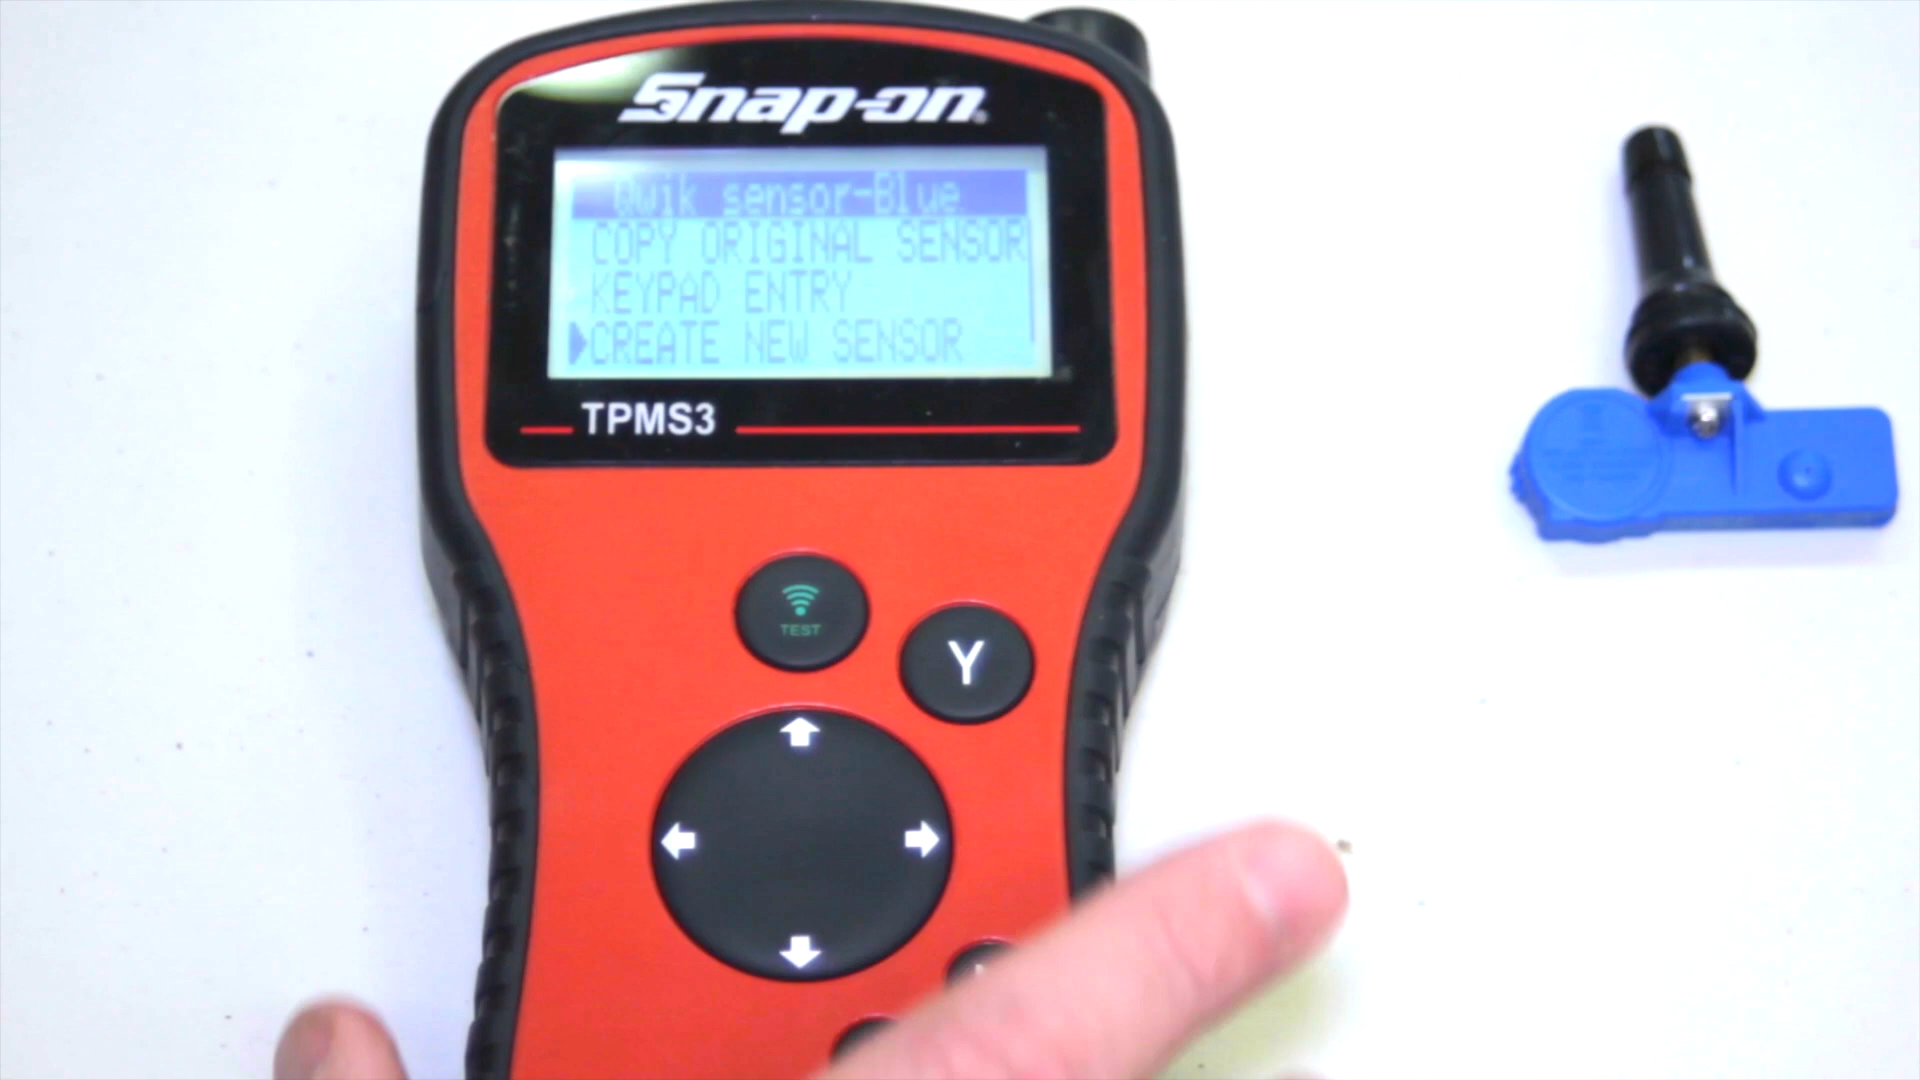 Snap-on®
Qwik sensor-Blue
COPY ORIGINAL SENSOR
KEYPAD ENTRY
CREATE NEW SENSOR
TPMS3
TEST
Y